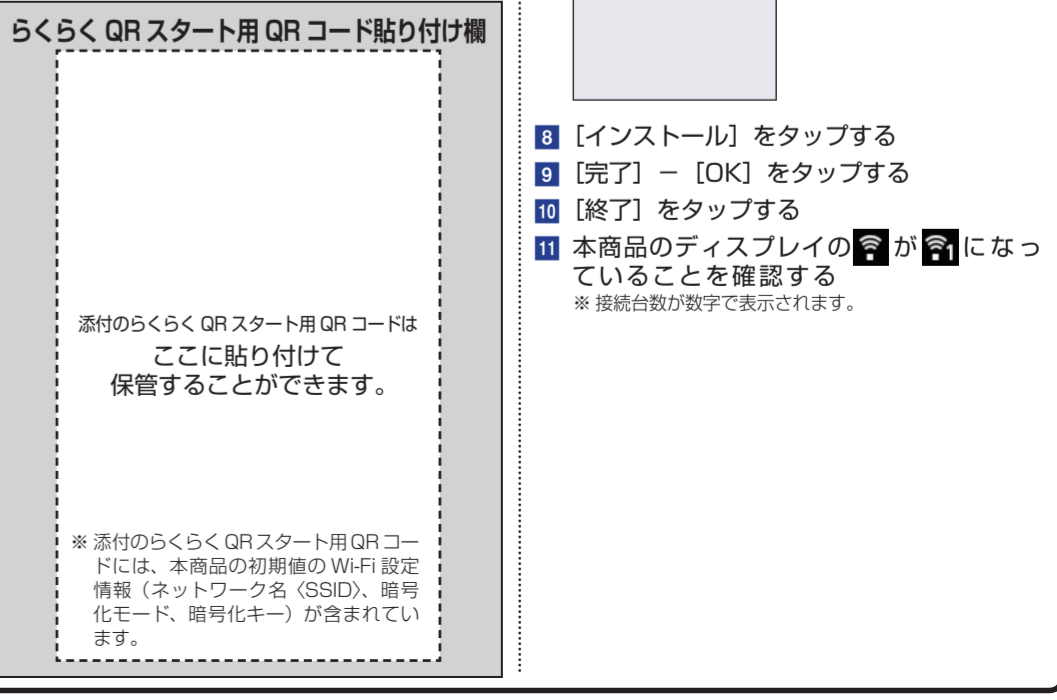 らくらく QR スタート用 QR コード貼り付け欄
添付のらくらく QR スタート用 QR コードは
ここに貼り付けて
保管することができます。
※ 添付のらくらく QR スタート用 QR コー
ドには、本商品の初期値の Wi-Fi 設定
情報（ネットワーク名〈SSID〉、暗号
化モード、暗号化キー）が含まれてい
ます。
8 ［インストール］をタップする
9 ［完了］－［OK］をタップする
10 ［終了］をタップする
11 本商品のディスプレイの が 1 になっ
ていることを確認する
※ 接続台数が数字で表示されます。